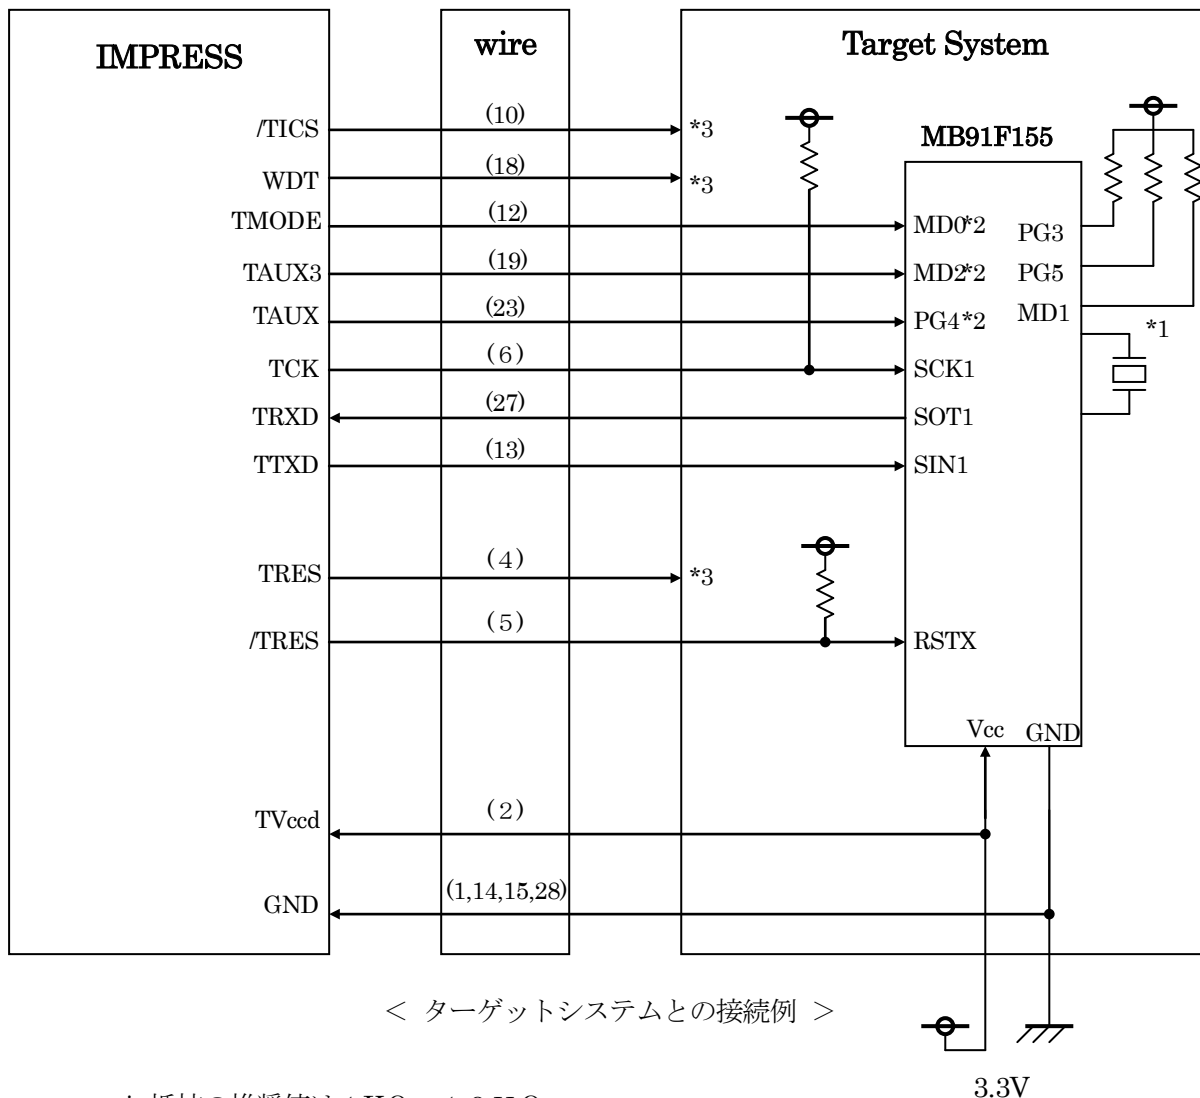 IMPRESS
wire
Target System
/TICS
(10)
*3
WDT
(18)
*3
TMODE
(12)
TAUX3
(19)
TAUX
(23)
TCK
(6)
TRXD
(27)
TTXD
(13)
TRES
(4)
*3
/TRES
(5)
TVccd
(2)
GND
(1,14,15,28)
MB91F155
MD0*2
PG3
MD2*2
PG5
PG4*2
MD1
*1
SCK1
SOT1
SIN1
RSTX
Vcc
GND
< ターゲットシステムとの接続例 >
3.3V